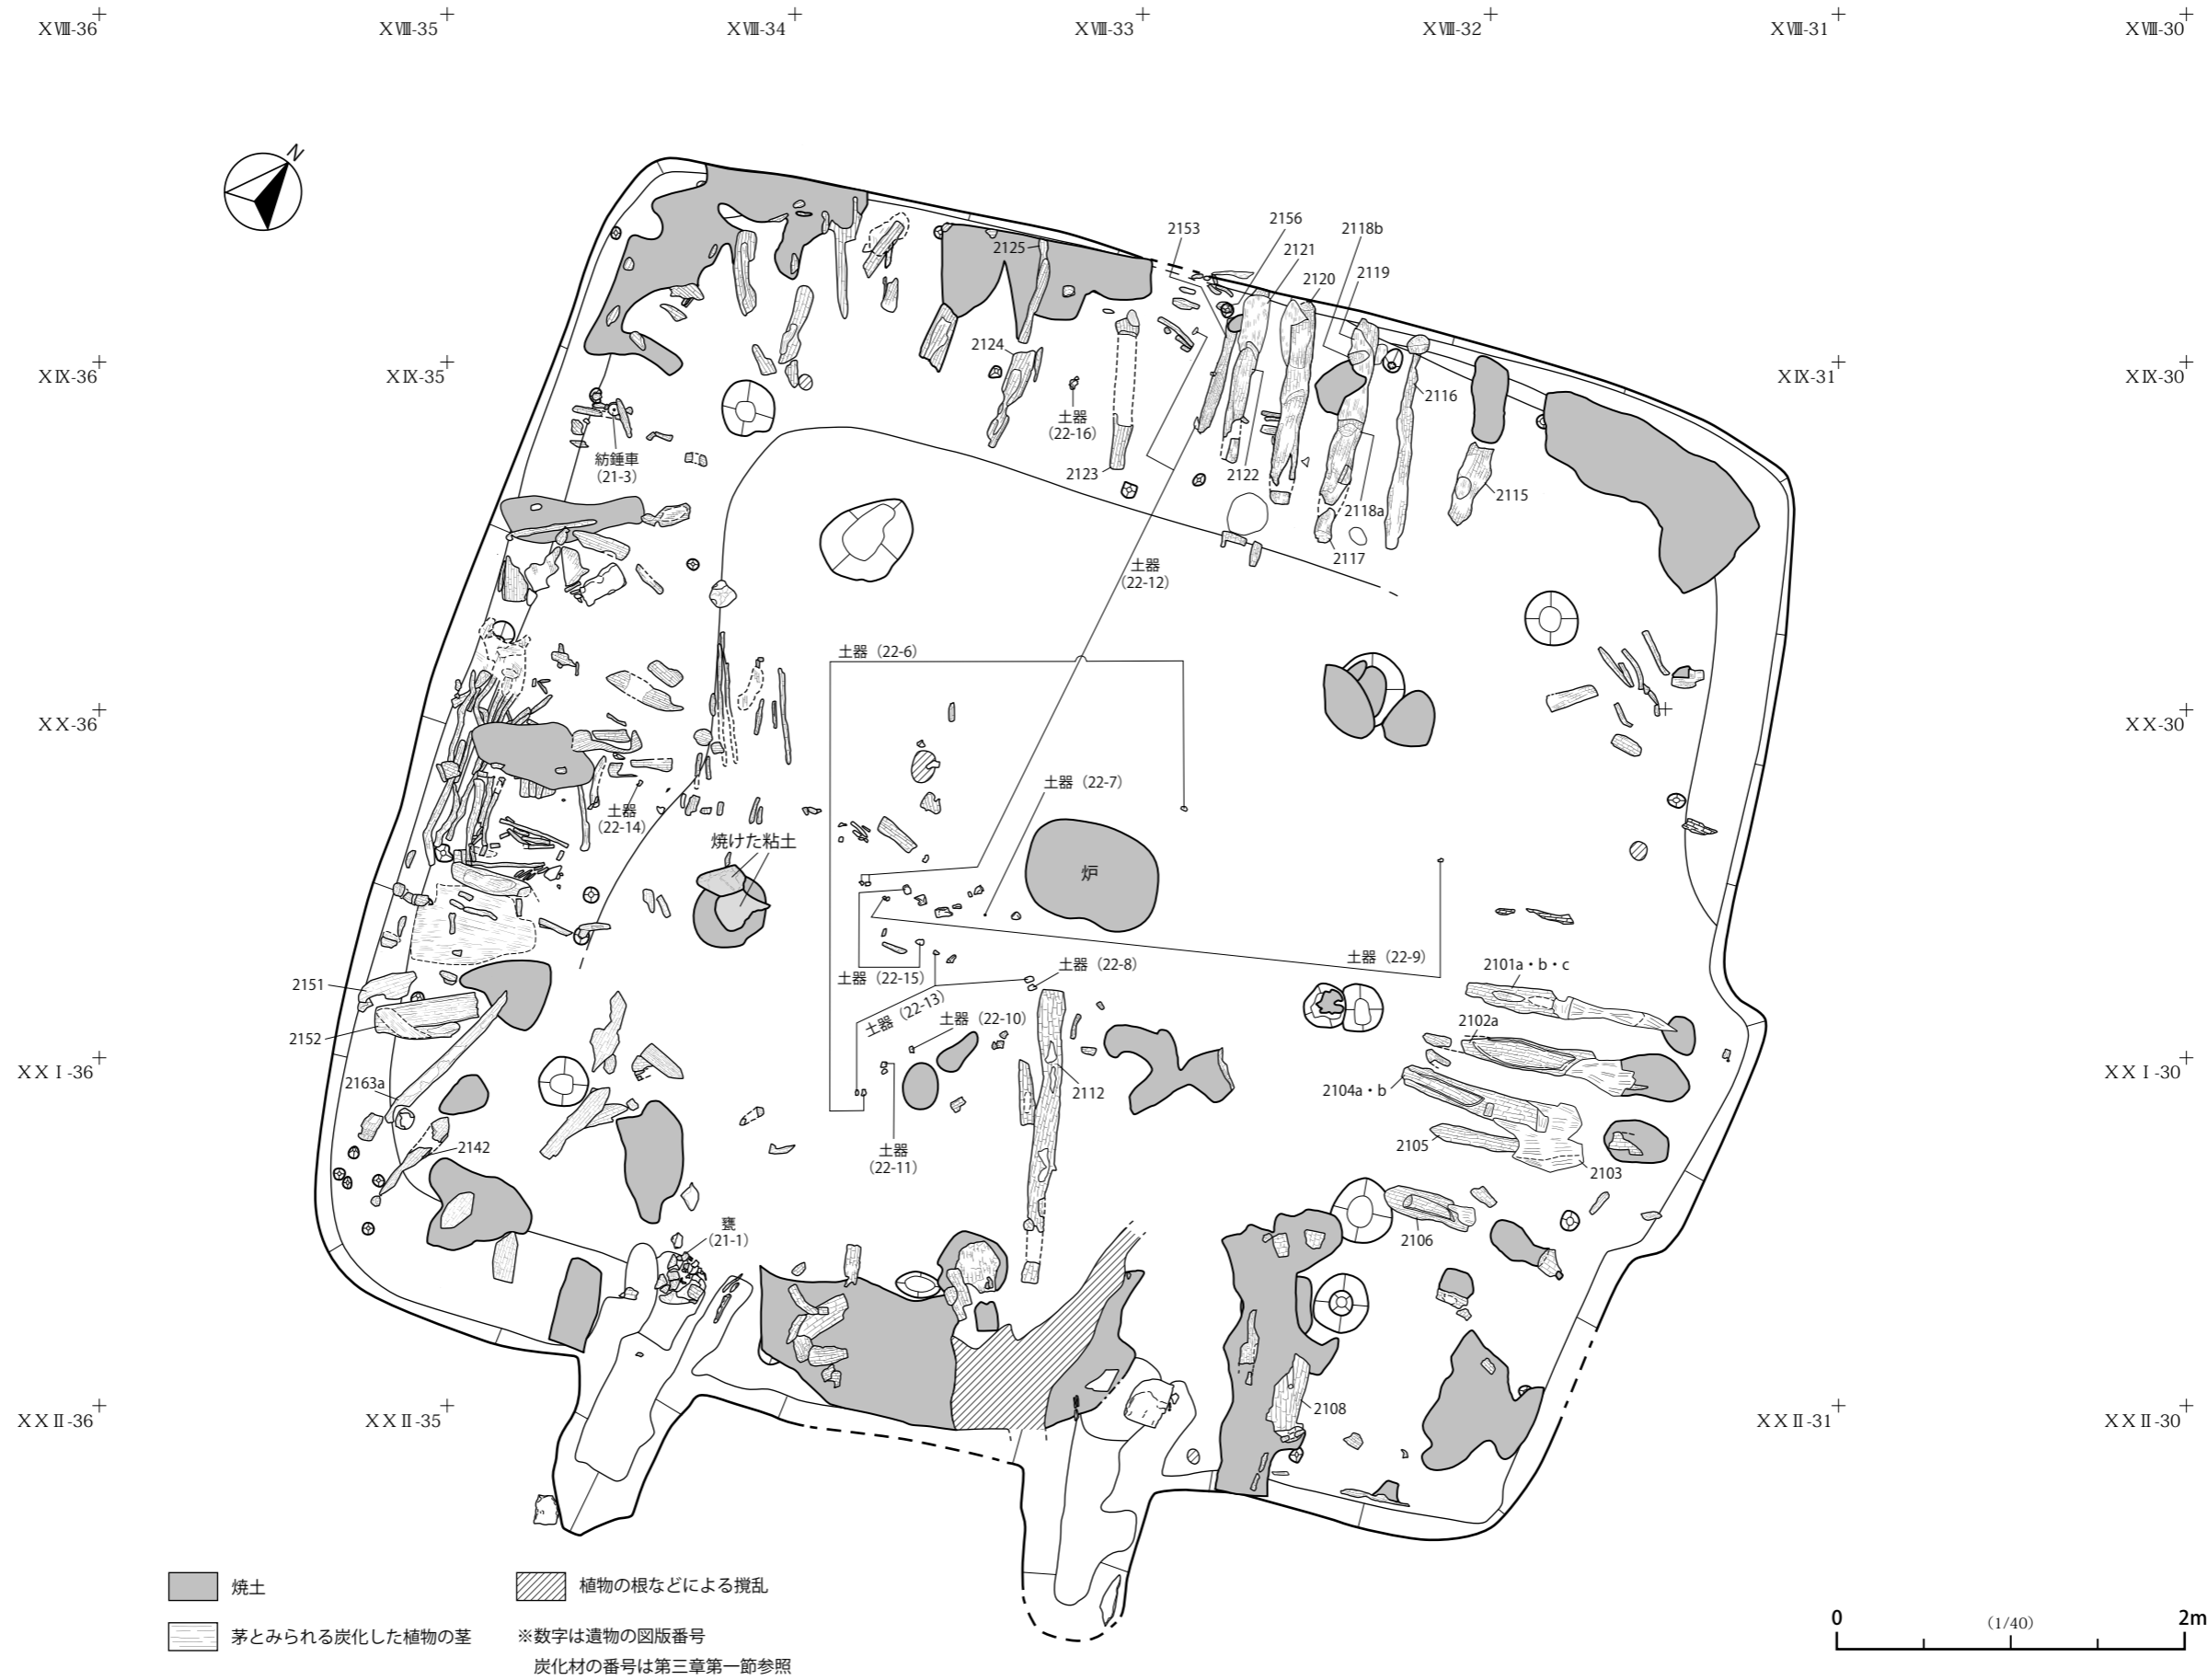 XVⅢ-36
XVⅢ-35
XVⅢ-34
XVⅢ-33
XVⅢ-32
XVⅢ-31
XVⅢ-30
N
2153
2156
2118b
2121
2119
2120
2125
2124
XⅨ-36
XⅨ-35
XⅨ-31
XⅨ-30
土器
(22-16)
2116
紡錘車
(21-3)
2123
2122
2115
2118a
2117
土器
(22-12)
土器（22-6）
XX-36
XX-30
土器（22-7）
土器
(22-14)
焼けた粘土
炉
土器（22-9）
2101a・b・c
土器（22-15）
土器（22-8）
2151
土器（22-13）
土器（22-10）
2102a
2152
XXⅠ-36
XXⅠ-30
2163a
2112
2104a・b
2105
2142
土器
(22-11)
2103
甕
(21-1)
2106
2108
XXⅡ-36
XXⅡ-35
XXⅡ-31
XXⅡ-30
焼土
植物の根などによる撹乱
茅とみられる炭化した植物の茎
※数字は遺物の図版番号
炭化材の番号は第三章第一節参照
0
(1/40)
2m